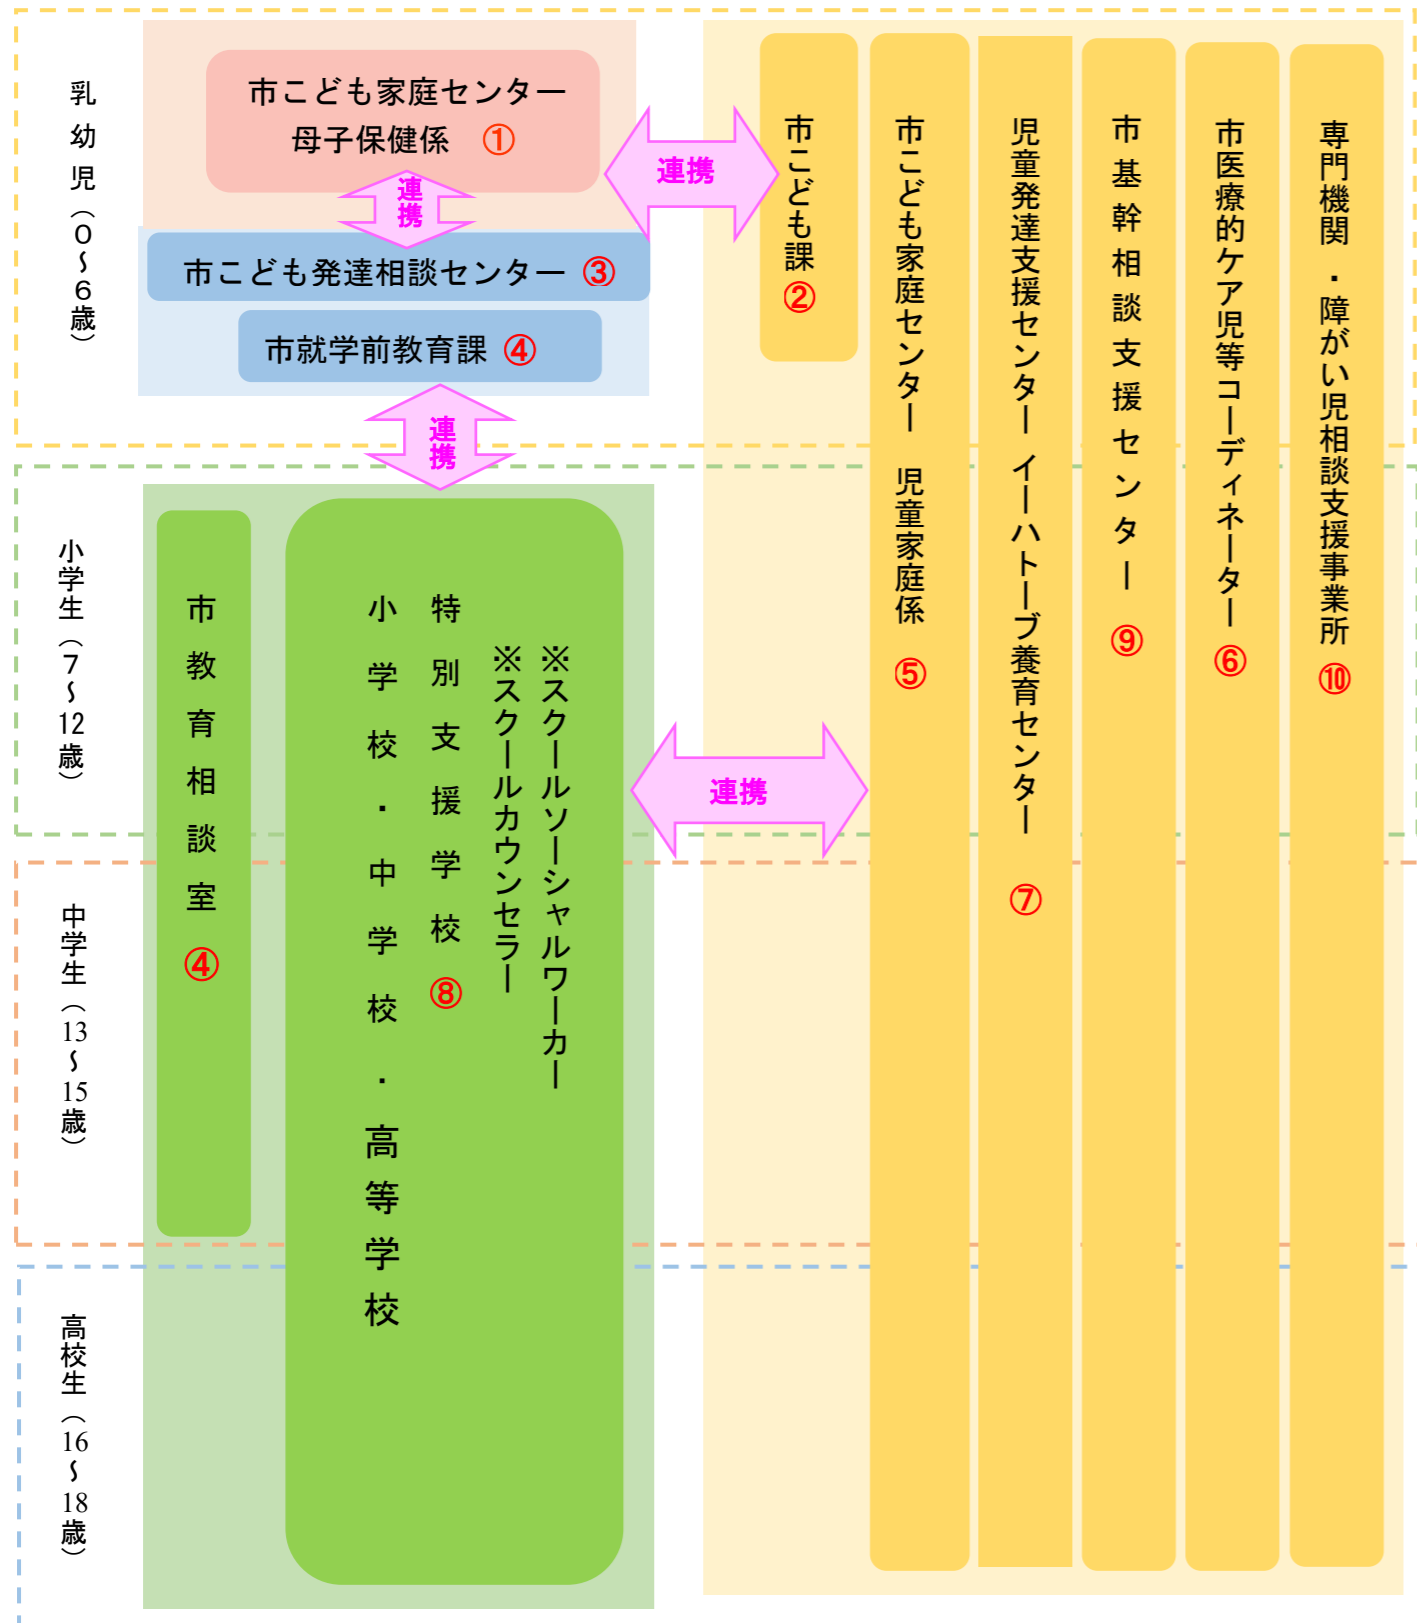 乳幼児（０～６歳）
市こども家庭センター
母子保健係 ①
連携
市こども発達相談センター ③
市就学前教育課 ④
連携
連携
市こども課 ②
市こども家庭センター 児童家庭係 ⑤
児童発達支援センター イーハトーブ養育センター ⑦
市基幹相談支援センター ⑨
市医療的ケア児等コーディネーター ⑥
専門機関・障がい児相談支援事業所 ⑩
小学生（７～12歳）
中学生（13～15歳）
高校生（16～18歳）
市教育相談室 ④
小学校・中学校・高等学校
特別支援学校 ⑧
※スクールカウンセラー
※スクールソーシャルワーカー
連携